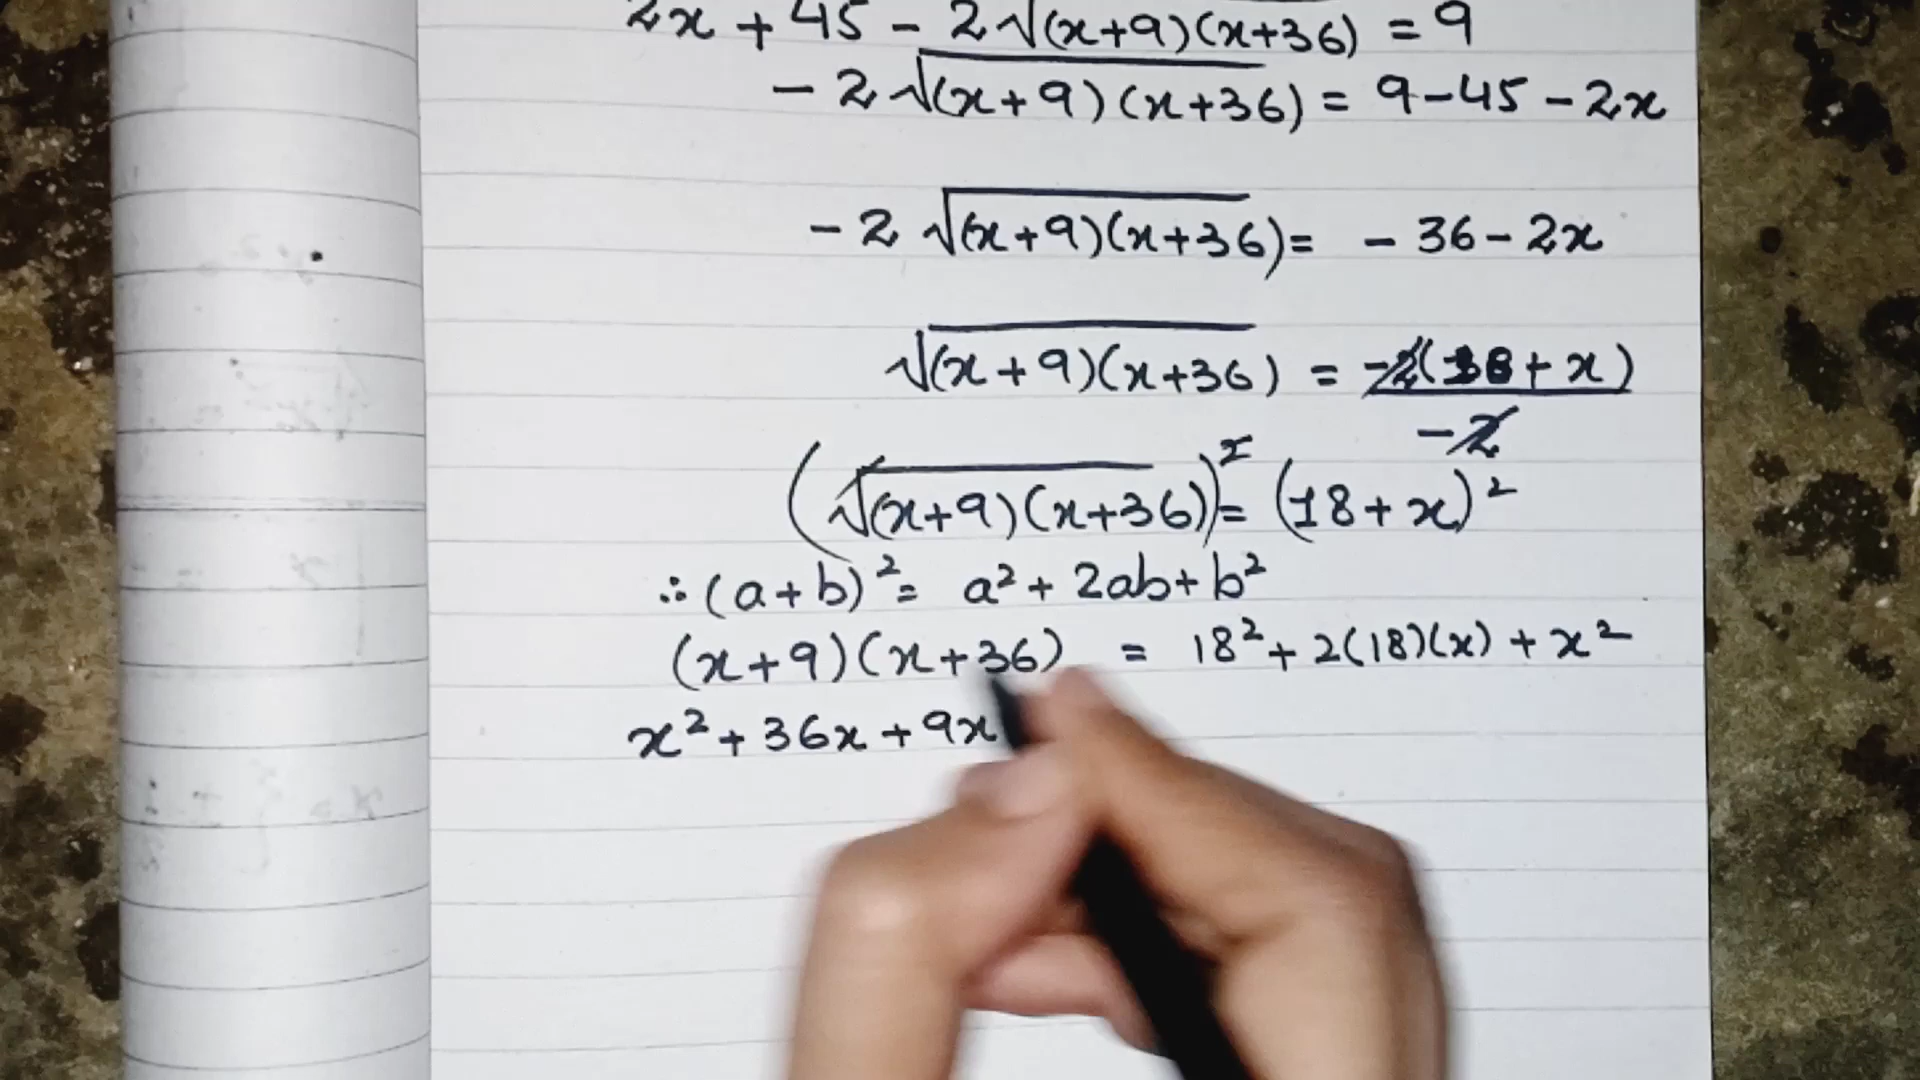 2x + 45 - 2√(x+9)(x+36) = 9
- 2√(x+9)(x+36) = 9-45-2x
- 2√(x+9)(x+36) = - 36-2x
√(x+9)(x+36) = -2(18+x)
-2
(√(x+9)(x+36))² = (18+x)²
∴ (a+b)² = a² + 2ab + b²
(x+9)(x+36) = 18² + 2(18)(x) + x²
x² + 36x + 9x